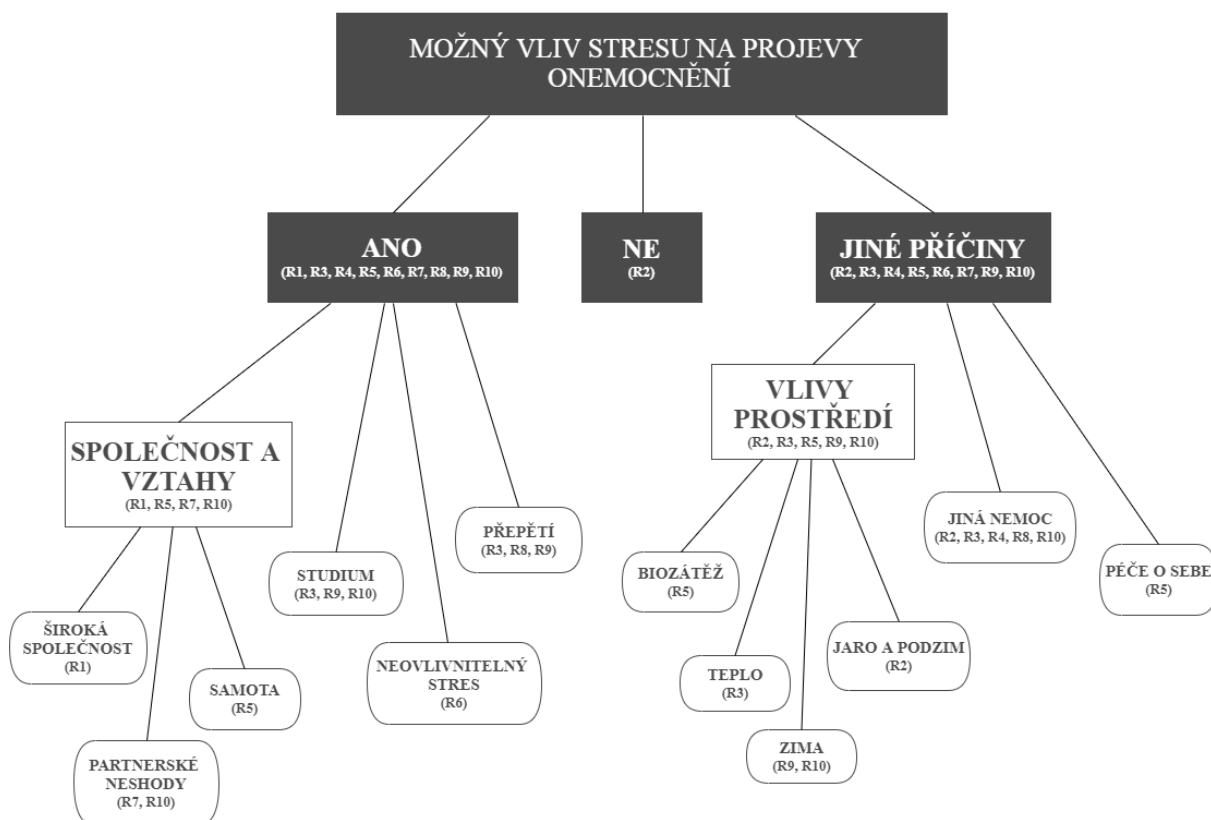 MOŽNÝ VLIV STRESU NA PROJEVY
ONEMOCNĚNÍ
ANO
(R1, R3, R4, R5, R6, R7, R8, R9, R10)
NE
(R2)
JINÉ PŘÍČINY
(R2, R3, R4, R5, R6, R7, R9, R10)
SPOLEČNOST A
VZTAHY
(R1, R5, R7, R10)
ŠIROKÁ
SPOLEČNOST
(R1)
PARTNERSKÉ
NESHODY
(R7, R10)
SAMOTA
(R5)
STUDIUM
(R3, R9, R10)
NEOVLIVNITELNÝ
STRES
(R6)
PŘEPĚTÍ
(R3, R8, R9)
VLIVY
PROSTŘEDÍ
(R2, R3, R5, R9, R10)
BIOZÁTĚŽ
(R5)
TEPLO
(R3)
ZIMA
(R9, R10)
JARO A PODZIM
(R2)
JINÁ NEMOC
(R2, R3, R4, R8, R10)
PÉČE O SEBE
(R5)